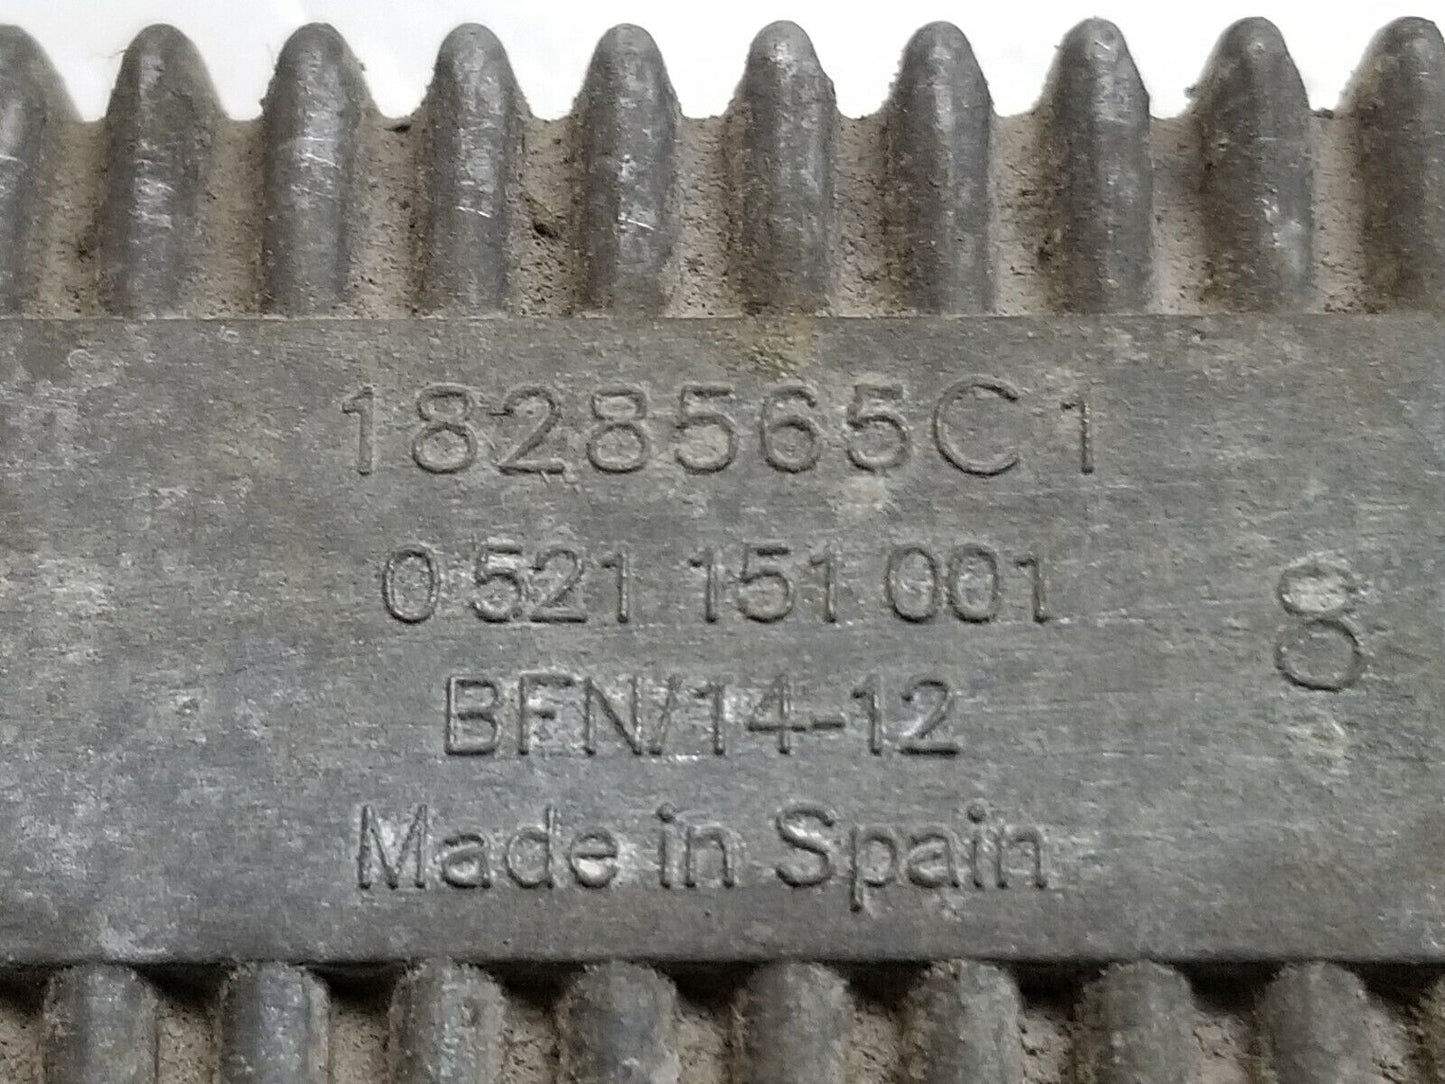 1828565C1
0 521 151 001
8
BFN/14-12
Made in Spain